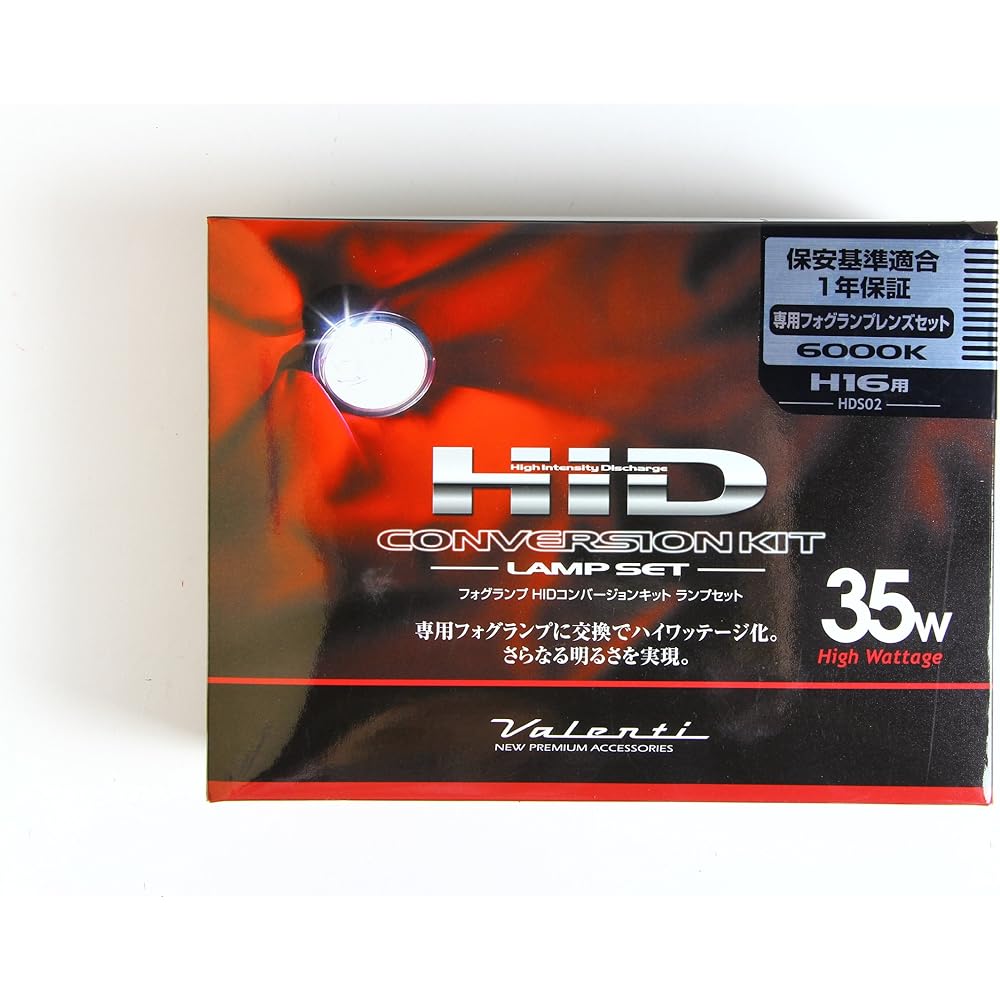 保安基準適合
1年保証
専用フォグランプレンズセット
6000K
H16用
HDS02
HID
High Intensity Discharge
CONVERSION KIT
LAMP SET
フォグランプ HIDコンバージョンキット ランプセット
専用フォグランプに交換でハイワッテージ化。
さらなる明るさを実現。
35W
High Wattage
Valenti
NEW PREMIUM ACCESSORIES